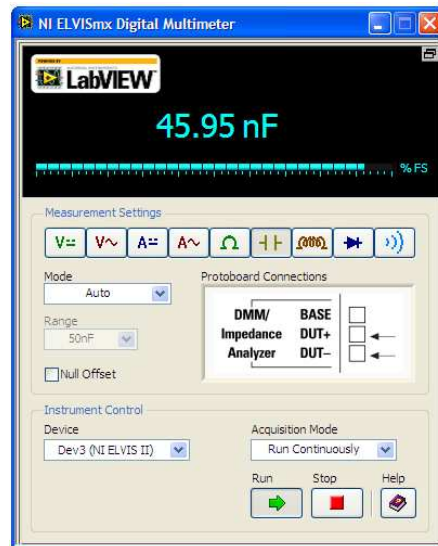 NI ELVISmx Digital Multimeter
LabVIEW
45.95 nF
% FS
Measurement Settings
V
V
A
A
Ω
Mode
Protoboard Connections
Auto
DMM/ BASE
Impedance DUT+
Analyzer DUT–
Range
50nF
Null Offset
Instrument Control
Device
Acquisition Mode
Dev3 (NI ELVIS II)
Run Continuously
Run Stop Help